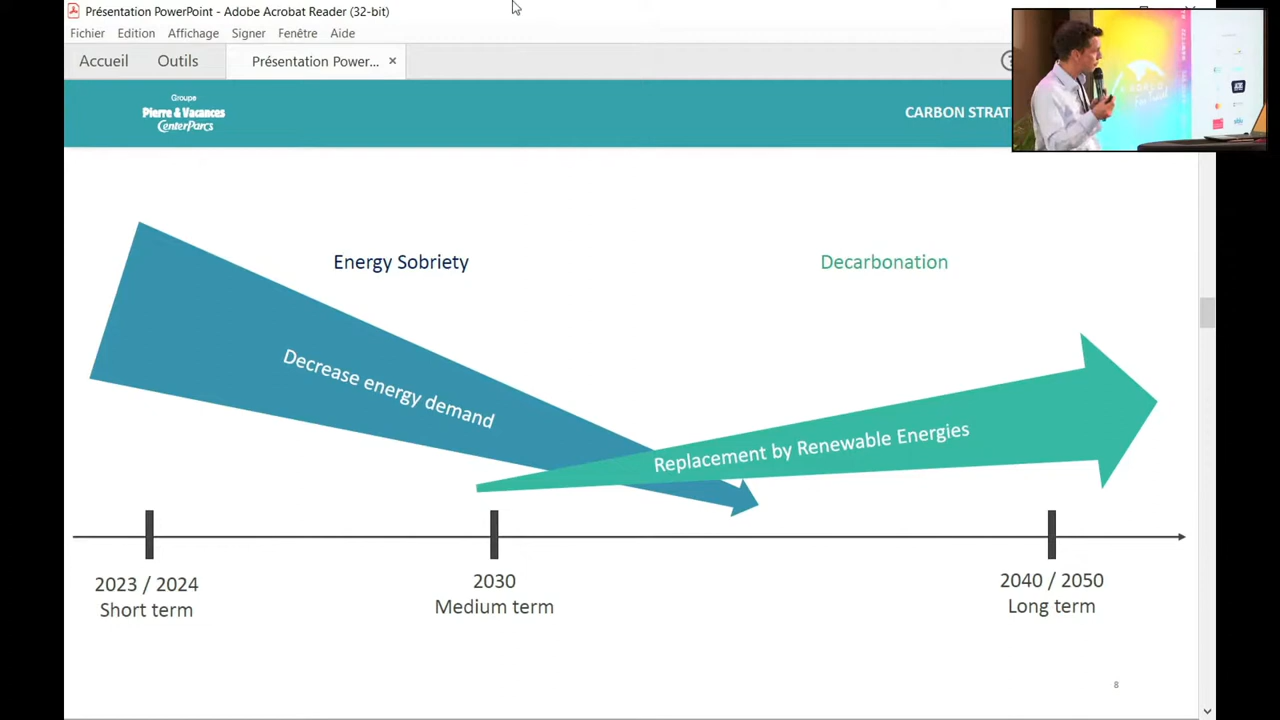 Présentation PowerPoint - Adobe Acrobat Reader (32-bit)
Fichier Edition Affichage Signer Fenêtre Aide
Accueil Outils Présentation Power... ×
Groupe
Pierre & Vacances
CenterParcs
CARBON STRAT
Energy Sobriety
Decarbonation
Decrease energy demand
Replacement by Renewable Energies
2023 / 2024
Short term
2030
Medium term
2040 / 2050
Long term
8